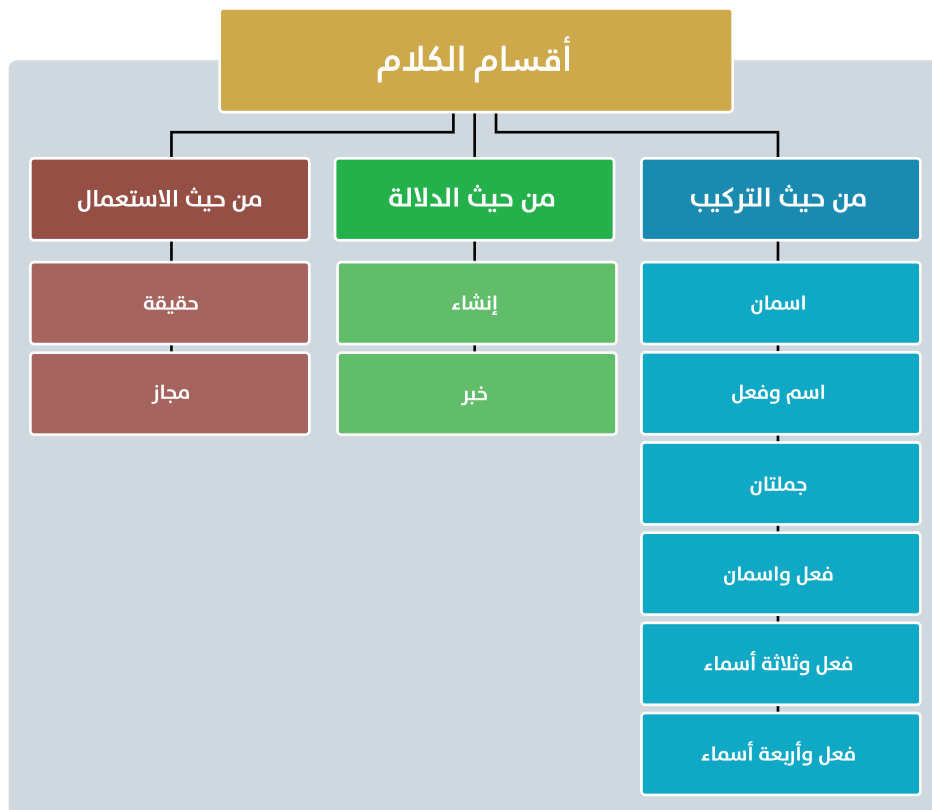 أقسام الكلام
من حيث التركيب
اسمان
اسم وفعل
جملتان
فعل واسمان
فعل وثلاثة أسماء
فعل وأربعة أسماء
من حيث الدلالة
إنشاء
خبر
من حيث الاستعمال
حقيقة
مجاز